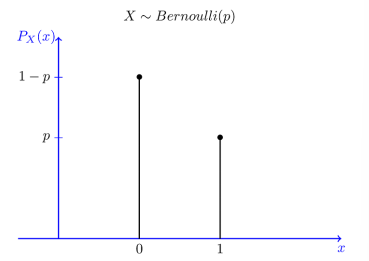 X ~ Bernoulli(p)
P_X(x)
1 − p
p
0 1
x